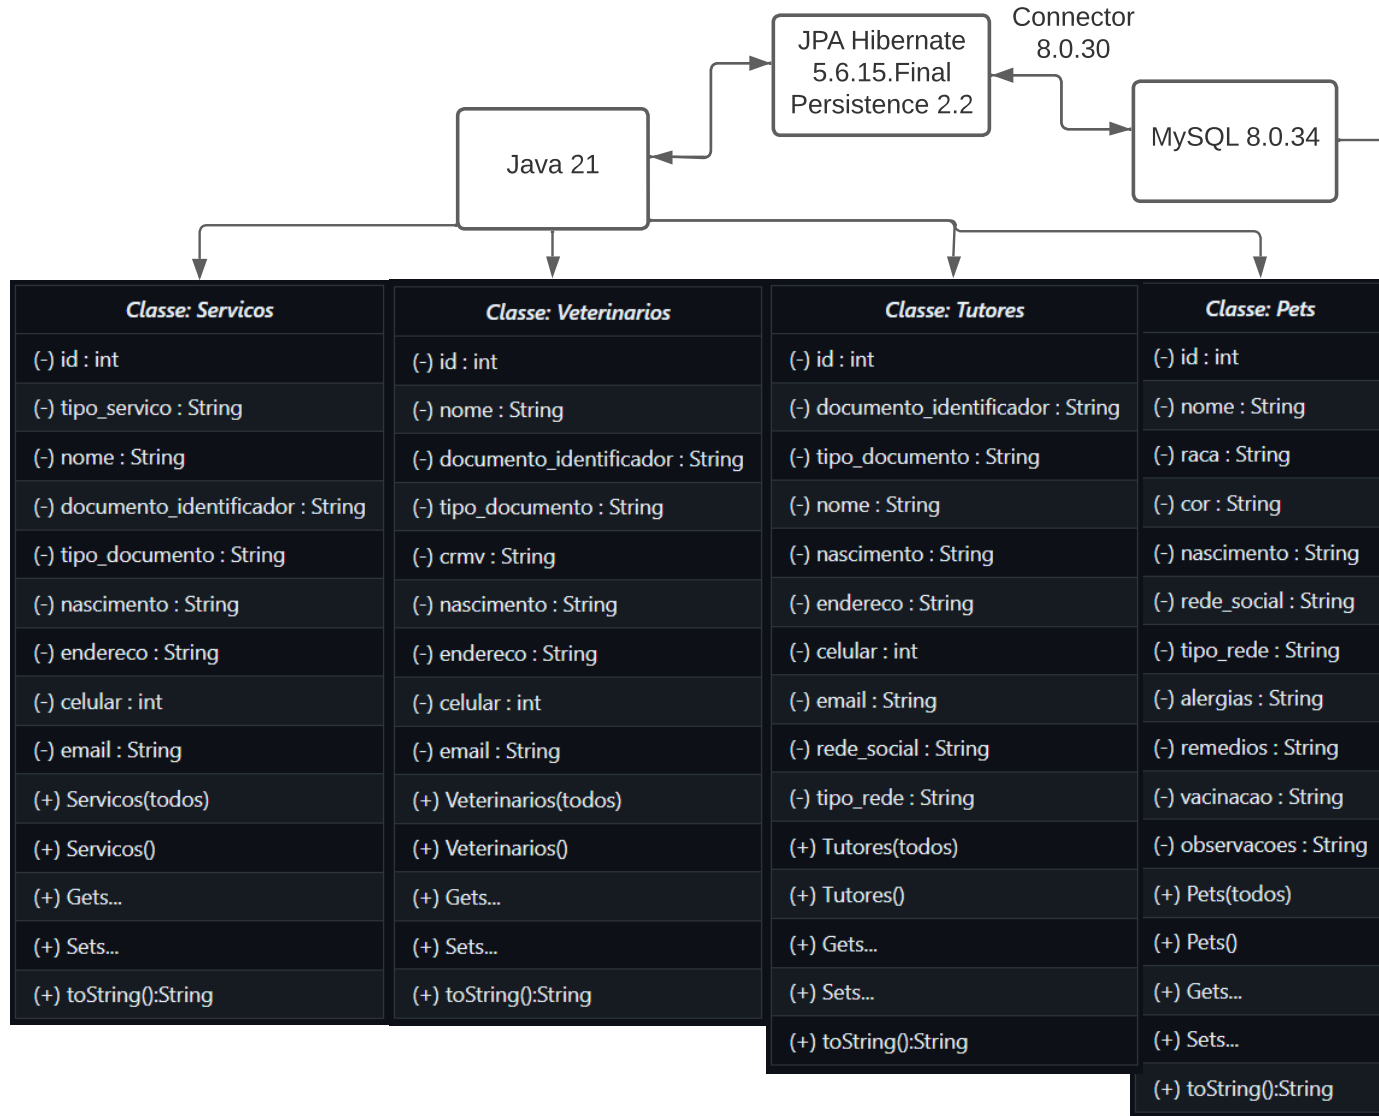 Connector
8.0.30
JPA Hibernate
5.6.15.Final
Persistence 2.2
MySQL 8.0.34
Java 21
Classe: Servicos
(-) id : int
(-) tipo_servico : String
(-) nome : String
(-) documento_identificador : String
(-) tipo_documento : String
(-) nascimento : String
(-) endereco : String
(-) celular : int
(-) email : String
(+) Servicos(todos)
(+) Servicos()
(+) Gets...
(+) Sets...
(+) toString():String
Classe: Veterinarios
(-) id : int
(-) nome : String
(-) documento_identificador : String
(-) tipo_documento : String
(-) crmv : String
(-) nascimento : String
(-) endereco : String
(-) celular : int
(-) email : String
(+) Veterinarios(todos)
(+) Veterinarios()
(+) Gets...
(+) Sets...
(+) toString():String
Classe: Tutores
(-) id : int
(-) documento_identificador : String
(-) tipo_documento : String
(-) nome : String
(-) nascimento : String
(-) endereco : String
(-) celular : int
(-) email : String
(-) rede_social : String
(-) tipo_rede : String
(+) Tutores(todos)
(+) Tutores()
(+) Gets...
(+) Sets...
(+) toString():String
Classe: Pets
(-) id : int
(-) nome : String
(-) raca : String
(-) cor : String
(-) nascimento : String
(-) rede_social : String
(-) tipo_rede : String
(-) alergias : String
(-) remedios : String
(-) vacinacao : String
(-) observacoes : String
(+) Pets(todos)
(+) Pets()
(+) Gets...
(+) Sets...
(+) toString():String